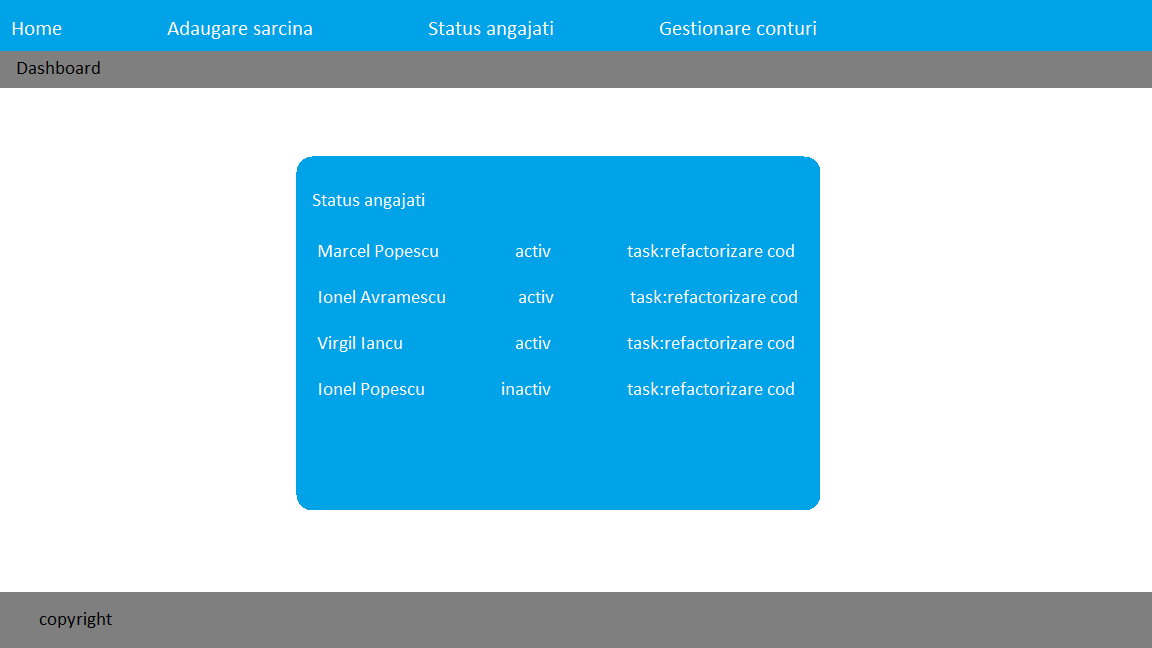 Home Adaugare sarcina Status angajati Gestionare conturi
Dashboard
Status angajati
Marcel Popescu activ task:refactorizare cod
Ionel Avramescu activ task:refactorizare cod
Virgil Iancu activ task:refactorizare cod
Ionel Popescu inactiv task:refactorizare cod
copyright